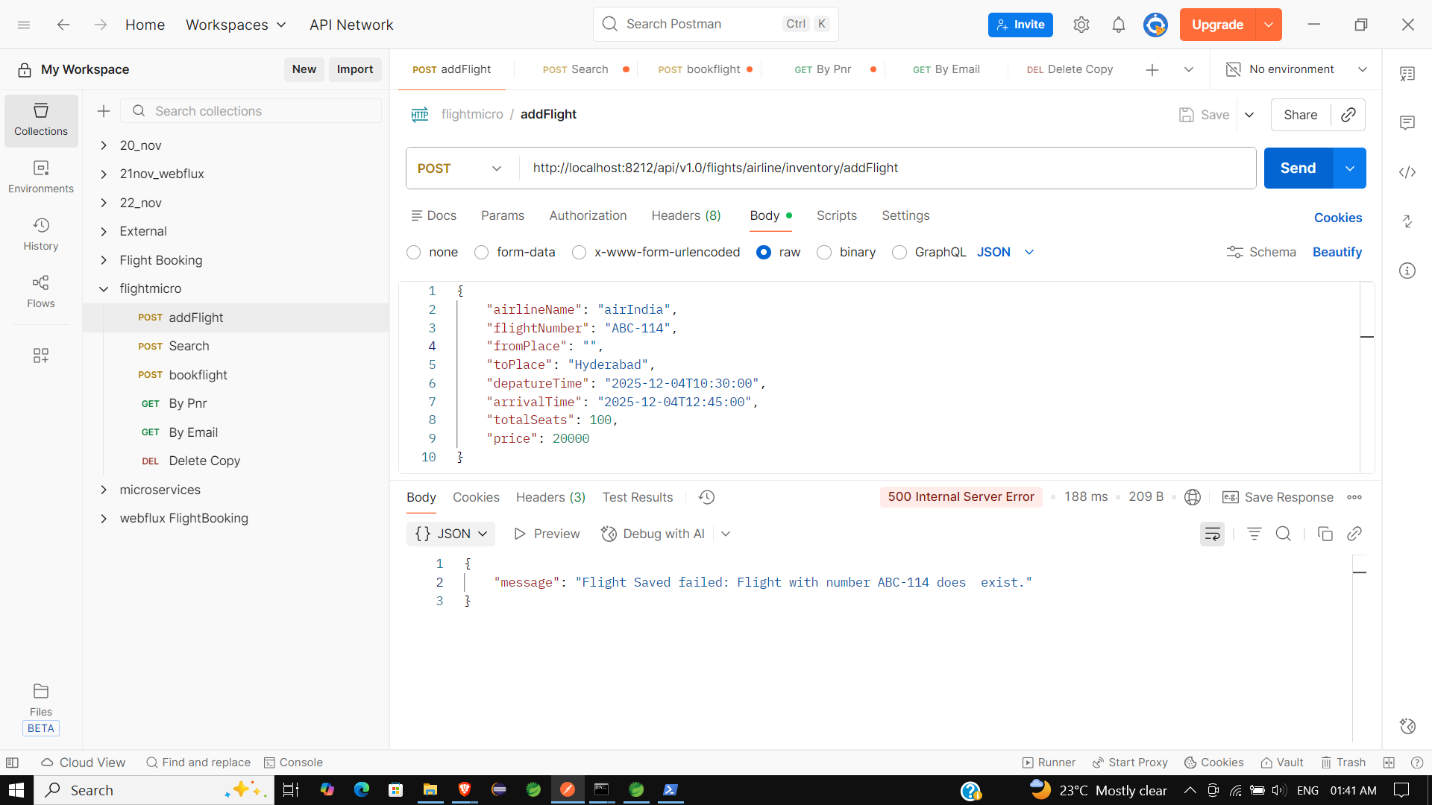 Home Workspaces API Network Search Postman Ctrl K Invite Upgrade
My Workspace New Import POST addFlight POST Search POST bookflight GET By Pnr GET By Email DEL Delete Copy No environment
Collections
Environments
History
Flows
Files
BETA
Search collections
20_nov
21nov_webflux
22_nov
External
Flight Booking
flightmicro
POST addFlight
POST Search
POST bookflight
GET By Pnr
GET By Email
DEL Delete Copy
microservices
webflux FlightBooking
HTTP flightmicro / addFlight Save Share
POST http://localhost:8212/api/v1.0/flights/airline/inventory/addFlight Send
Docs Params Authorization Headers (8) Body Scripts Settings Cookies
none form-data x-www-form-urlencoded raw binary GraphQL JSON Schema Beautify
1 {
2 "airlineName": "airIndia",
3 "flightNumber": "ABC-114",
4 "fromPlace": "",
5 "toPlace": "Hyderabad",
6 "depatureTime": "2025-12-04T10:30:00",
7 "arrivalTime": "2025-12-04T12:45:00",
8 "totalSeats": 100,
9 "price": 20000
10 }
Body Cookies Headers (3) Test Results 500 Internal Server Error 188 ms 209 B e.g. Save Response
{} JSON Preview Debug with AI
1 {
2 "message": "Flight Saved failed: Flight with number ABC-114 does  exist."
3 }
Cloud View Find and replace Console Runner Start Proxy Cookies Vault Trash
Search 23°C Mostly clear ENG 01:41 AM